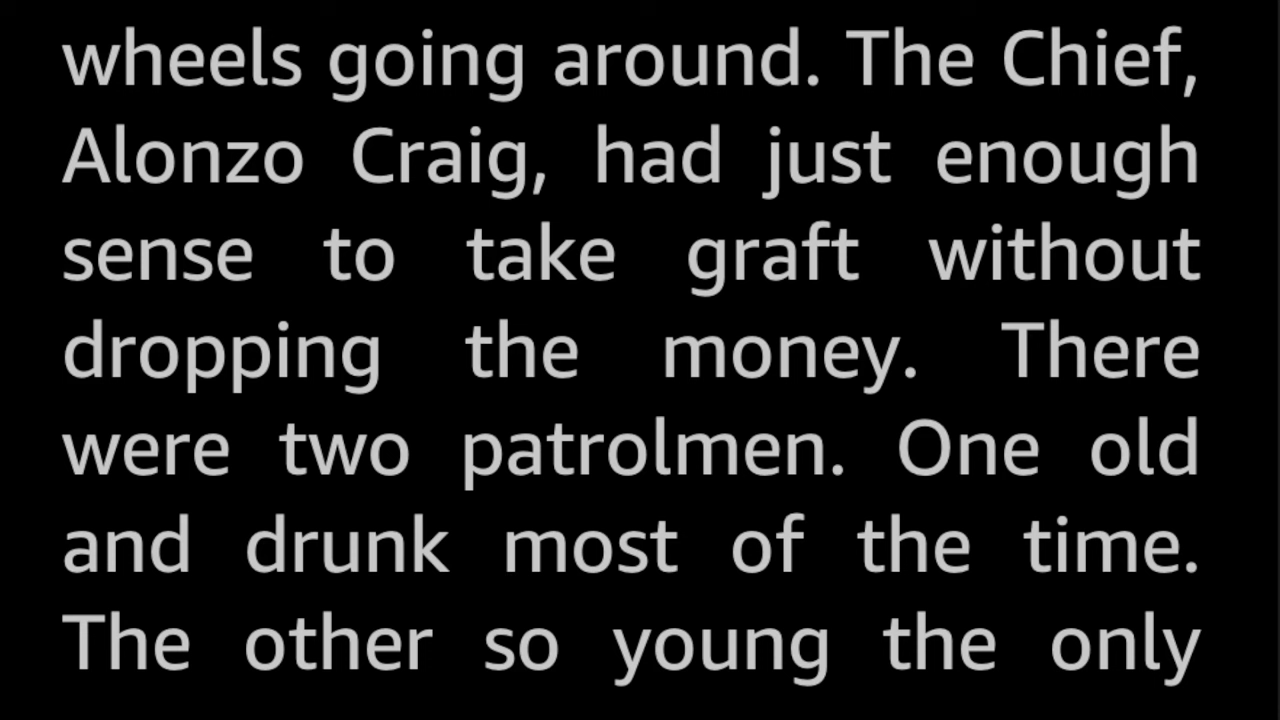 wheels going around. The Chief,
Alonzo Craig, had just enough
sense to take graft without
dropping the money. There
were two patrolmen. One old
and drunk most of the time.
The other so young the only